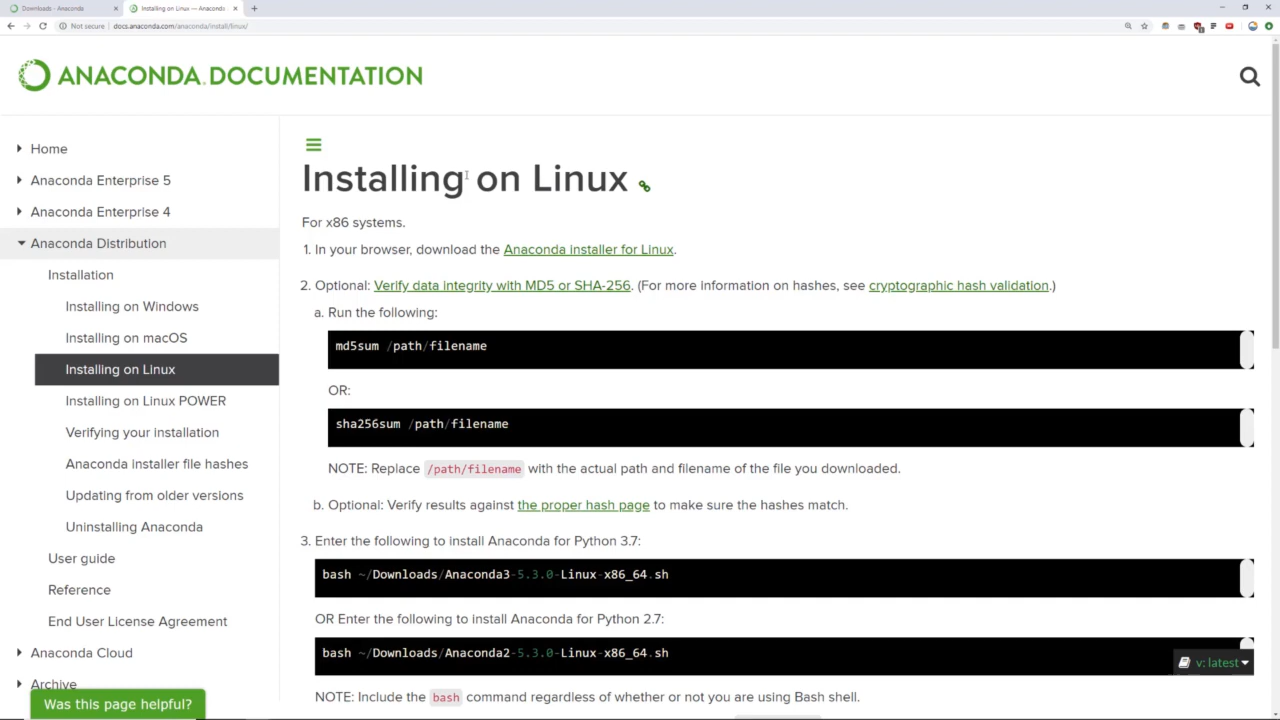 Downloads - Anaconda
Installing on Linux — Anaconda
Not secure
docs.anaconda.com/anaconda/install/linux/
ANACONDA.DOCUMENTATION
Home
Anaconda Enterprise 5
Anaconda Enterprise 4
Anaconda Distribution
Installation
Installing on Windows
Installing on macOS
Installing on Linux
Installing on Linux POWER
Verifying your installation
Anaconda installer file hashes
Updating from older versions
Uninstalling Anaconda
User guide
Reference
End User License Agreement
Anaconda Cloud
Archive
Was this page helpful?
Installing on Linux
For x86 systems.
1. In your browser, download the Anaconda installer for Linux.
2. Optional: Verify data integrity with MD5 or SHA-256. (For more information on hashes, see cryptographic hash validation.)
a. Run the following:
md5sum /path/filename
OR:
sha256sum /path/filename
NOTE: Replace /path/filename with the actual path and filename of the file you downloaded.
b. Optional: Verify results against the proper hash page to make sure the hashes match.
3. Enter the following to install Anaconda for Python 3.7:
bash ~/Downloads/Anaconda3-5.3.0-Linux-x86_64.sh
OR Enter the following to install Anaconda for Python 2.7:
bash ~/Downloads/Anaconda2-5.3.0-Linux-x86_64.sh
v: latest
NOTE: Include the bash command regardless of whether or not you are using Bash shell.